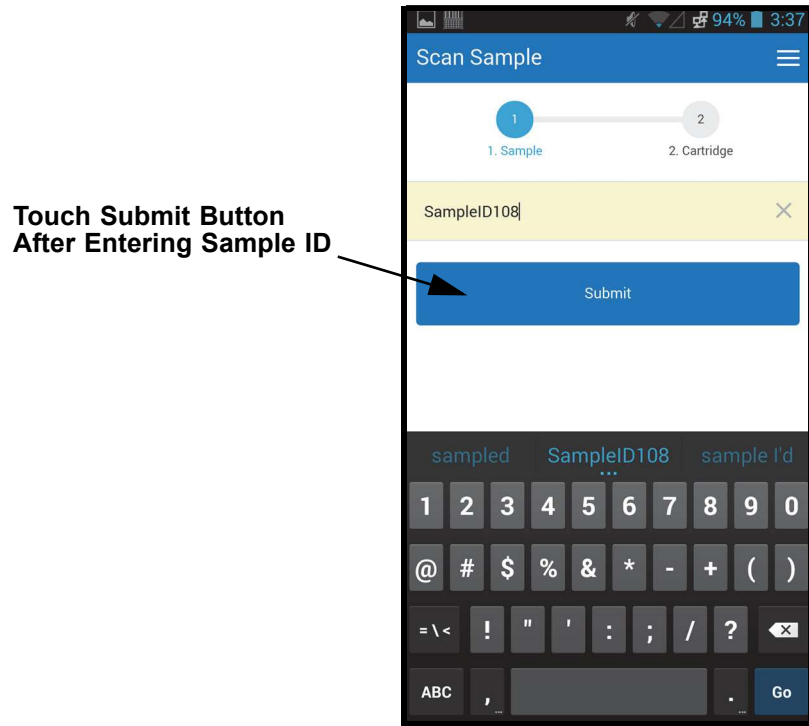 94% 3:37
Scan Sample
1 2
1. Sample 2. Cartridge
Touch Submit Button
After Entering Sample ID
SampleID108
Submit
sampled SampleID108 sample I'd
1 2 3 4 5 6 7 8 9 0
@ # $ % & * - + ( )
= \ < ! " ' : ; / ?
ABC , . Go